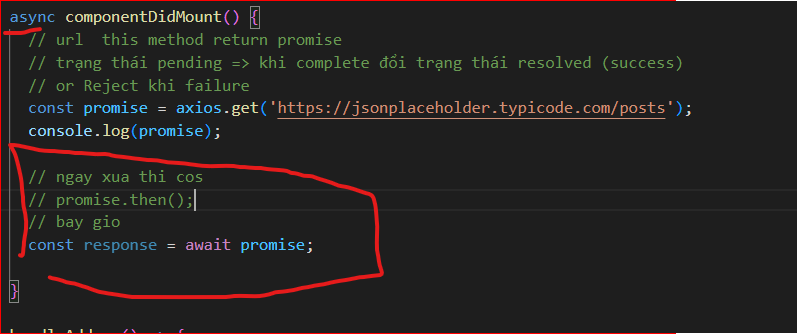 async componentDidMount() {
// url  this method return promise
// trạng thái pending => khi complete đổi trạng thái resolved (success)
// or Reject khi failure
const promise = axios.get('https://jsonplaceholder.typicode.com/posts');
console.log(promise);
// ngay xua thi cos
// promise.then();
// bay gio
const response = await promise;
}